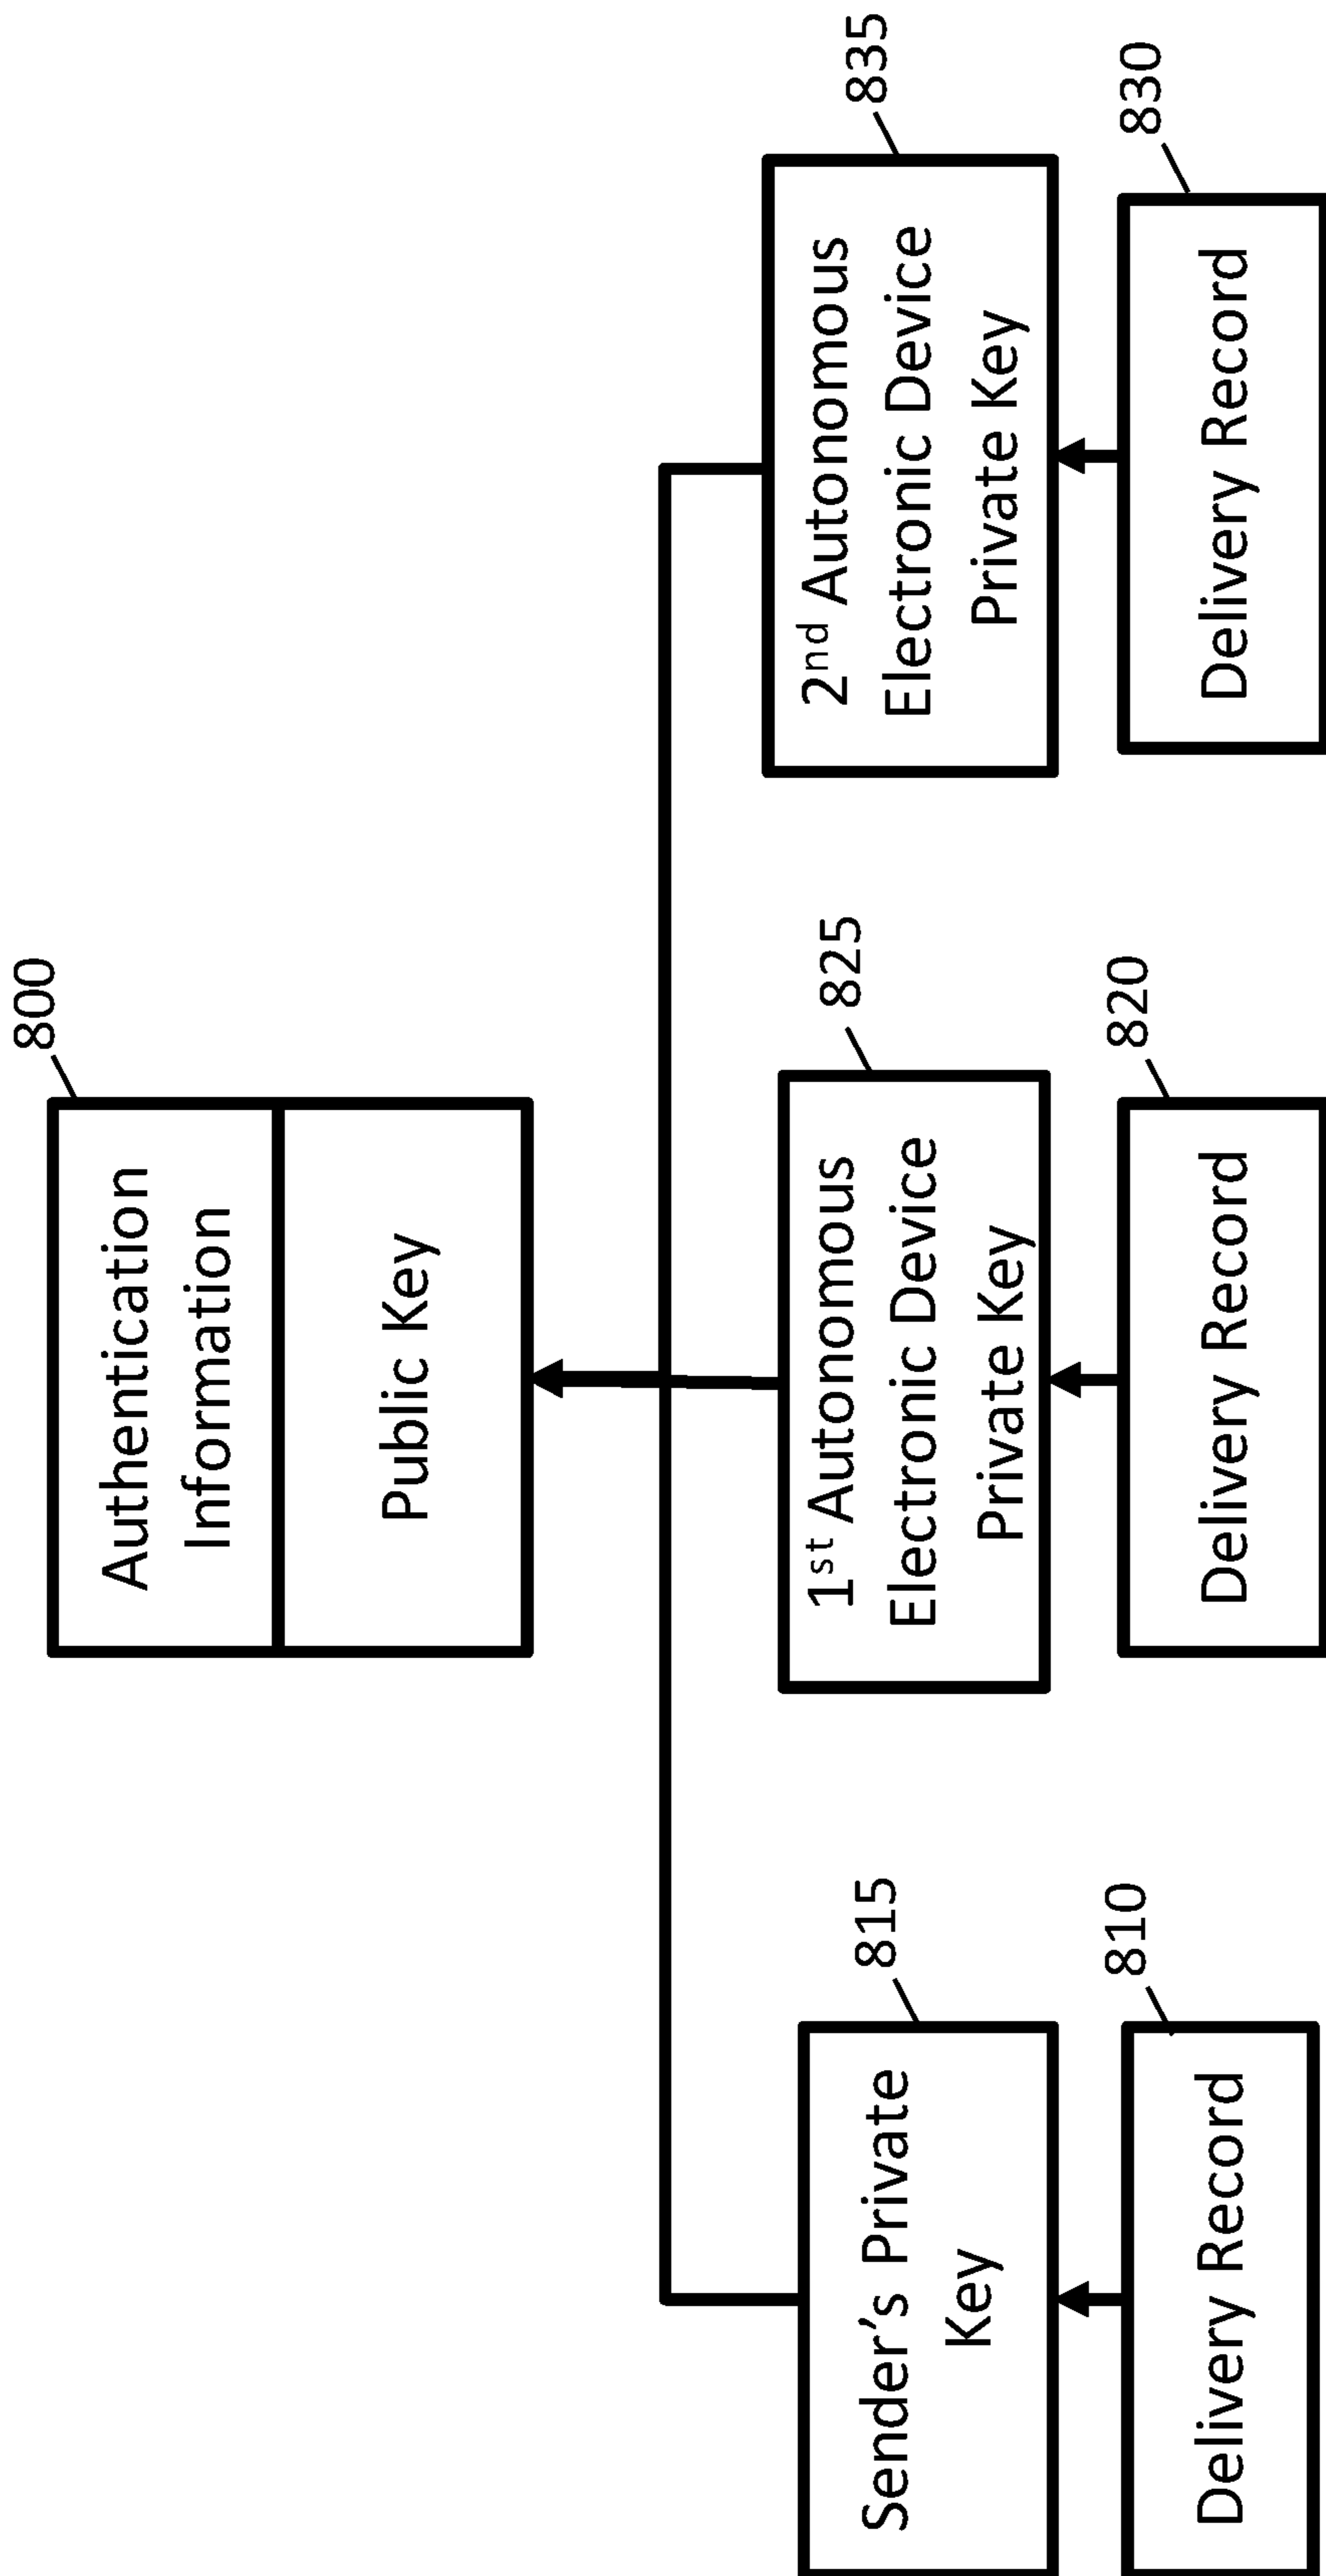 800
Authentication
Information
Public Key
815
Sender’s Private
Key
810
Delivery Record
825
1st Autonomous
Electronic Device
Private Key
820
Delivery Record
835
2nd Autonomous
Electronic Device
Private Key
830
Delivery Record